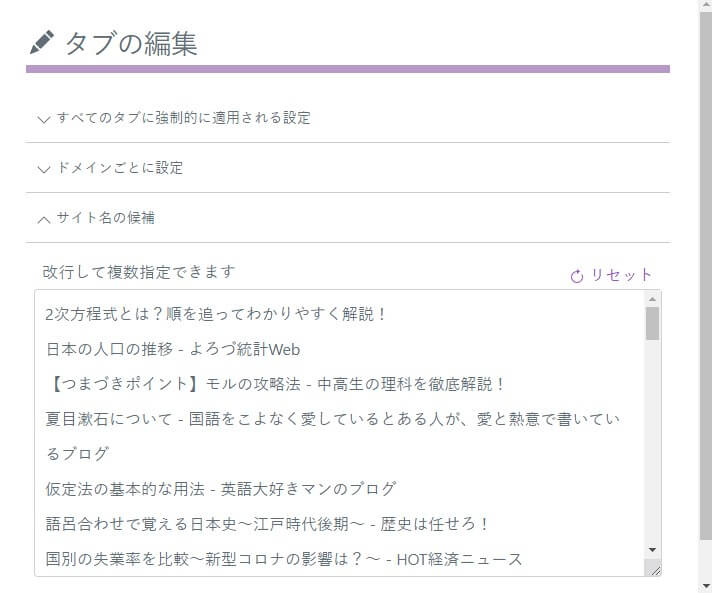 タブの編集
すべてのタブに強制的に適用される設定
ドメインごとに設定
サイト名の候補
改行して複数指定できます
リセット
2次方程式とは？順を追ってわかりやすく解説！
日本の人口の推移 - よろづ統計Web
【つまづきポイント】モルの攻略法 - 中高生の理科を徹底解説！
夏目漱石について - 国語をこよなく愛しているとある人が、愛と熱意で書いてい
るブログ
仮定法の基本的な用法 - 英語大好きマンのブログ
語呂合わせで覚える日本史～江戸時代後期～ - 歴史は任せろ！
国別の失業率を比較～新型コロナの影響は？～ - HOT経済ニュース